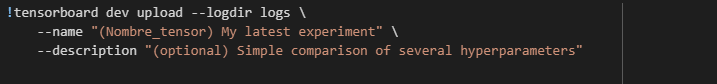 !tensorboard dev upload --logdir logs \
--name "(Nombre_tensor) My latest experiment" \
--description "(optional) Simple comparison of several hyperparameters"